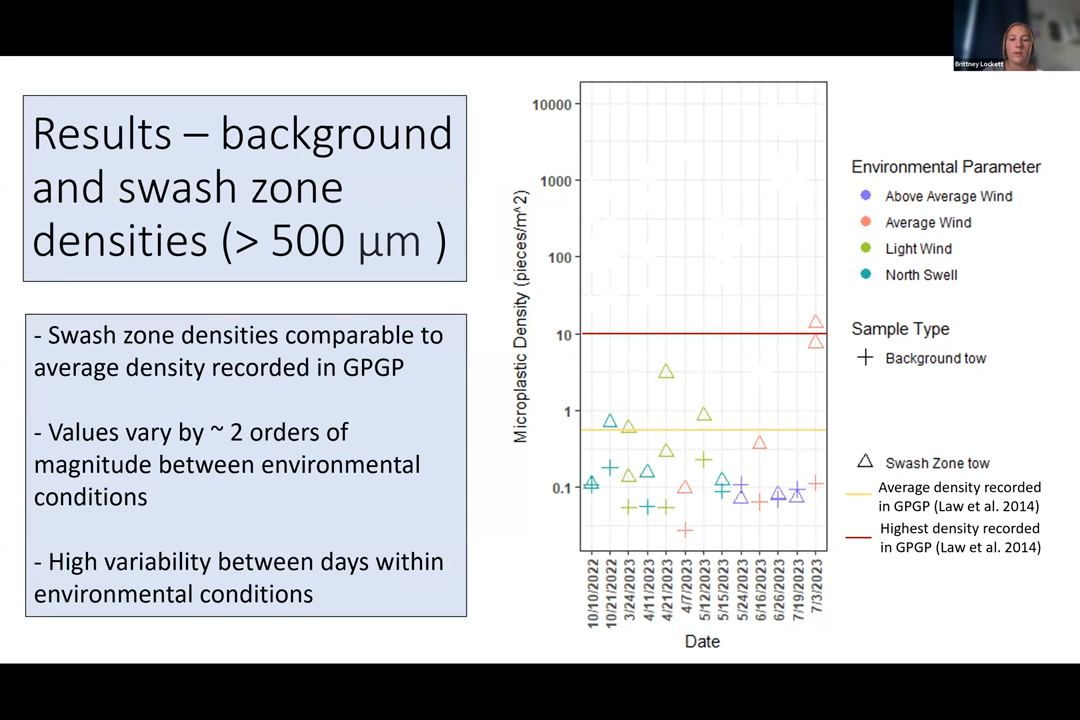 Brittney Lockett
Results – background
and swash zone
densities (> 500 µm )
- Swash zone densities comparable to
average density recorded in GPGP
- Values vary by ~ 2 orders of
magnitude between environmental
conditions
- High variability between days within
environmental conditions
Microplastic Density (pieces/m^2)
10000
1000
100
10
1
0.1
10/10/2022
10/21/2022
3/24/2023
4/11/2023
4/21/2023
4/7/2023
5/12/2023
5/15/2023
5/24/2023
6/16/2023
6/26/2023
7/19/2023
7/3/2023
Date
Environmental Parameter
Above Average Wind
Average Wind
Light Wind
North Swell
Sample Type
Background tow
Swash Zone tow
Average density recorded
in GPGP (Law et al. 2014)
Highest density recorded
in GPGP (Law et al. 2014)